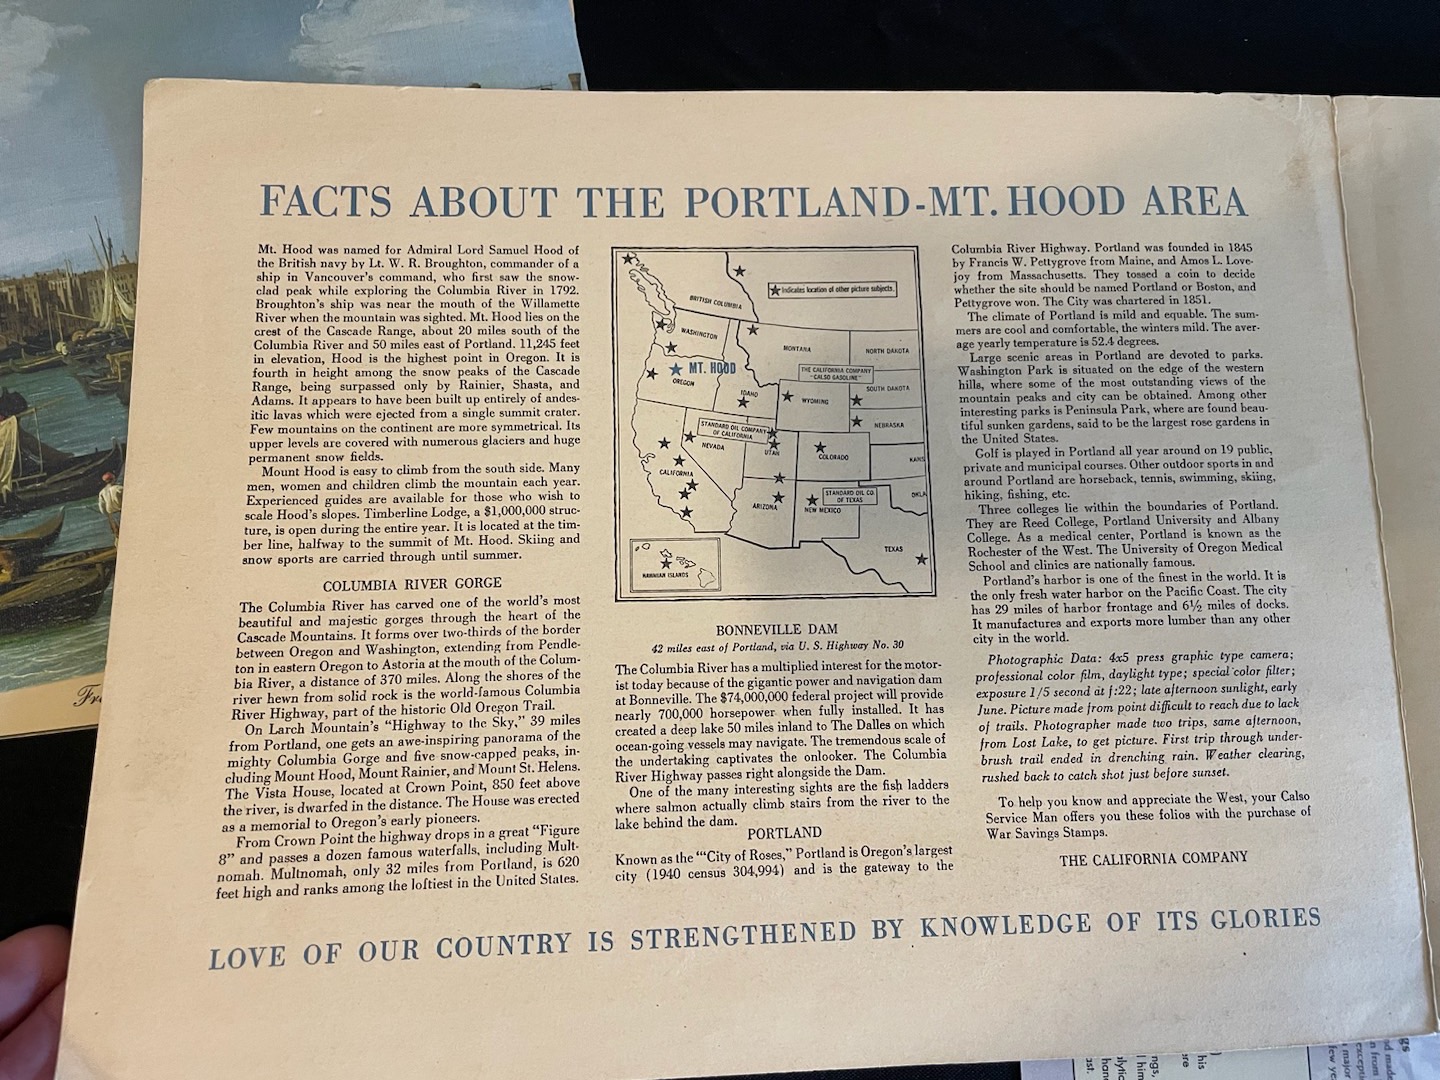 FACTS ABOUT THE PORTLAND-MT. HOOD AREA
Mt. Hood was named for Admiral Lord Samuel Hood of
the British navy by Lt. W. R. Broughton, commander of a
ship in Vancouver's command, who first saw the snow-
clad peak while exploring the Columbia River in 1792.
Broughton's ship was near the mouth of the Willamette
River when the mountain was sighted. Mt. Hood lies on the
crest of the Cascade Range, about 20 miles south of the
Columbia River and 50 miles east of Portland. 11,245 feet
in elevation, Hood is the highest point in Oregon. It is
fourth in height among the snow peaks of the Cascade
Range, being surpassed only by Rainier, Shasta, and
Adams. It appears to have been built up entirely of andes-
itic lavas which were ejected from a single summit crater.
Few mountains on the continent are more symmetrical. Its
upper levels are covered with numerous glaciers and huge
permanent snow fields.
Mount Hood is easy to climb from the south side. Many
men, women and children climb the mountain each year.
Experienced guides are available for those who wish to
scale Hood's slopes. Timberline Lodge, a $1,000,000 struc-
ture, is open during the entire year. It is located at the tim-
ber line, halfway to the summit of Mt. Hood. Skiing and
snow sports are carried through until summer.
COLUMBIA RIVER GORGE
The Columbia River has carved one of the world's most
beautiful and majestic gorges through the heart of the
Cascade Mountains. It forms over two-thirds of the border
between Oregon and Washington, extending from Pendle-
ton in eastern Oregon to Astoria at the mouth of the Colum-
bia River, a distance of 370 miles. Along the shores of the
river hewn from solid rock is the world-famous Columbia
River Highway, part of the historic Old Oregon Trail.
On Larch Mountain's "Highway to the Sky," 39 miles
from Portland, one gets an awe-inspiring panorama of the
mighty Columbia Gorge and five snow-capped peaks, in-
cluding Mount Hood, Mount Rainier, and Mount St. Helens.
The Vista House, located at Crown Point, 850 feet above
the river, is dwarfed in the distance. The House was erected
as a memorial to Oregon's early pioneers.
From Crown Point the highway drops in a great "Figure
8" and passes a dozen famous waterfalls, including Mult-
nomah. Multnomah, only 32 miles from Portland, is 620
feet high and ranks among the loftiest in the United States.
Indicates location of other picture subjects.
BRITISH COLUMBIA
WASHINGTON
MONTANA
NORTH DAKOTA
MT. HOOD
OREGON
THE CALIFORNIA COMPANY
"CALSO GASOLINE"
IDAHO
WYOMING
SOUTH DAKOTA
NEBRASKA
STANDARD OIL COMPANY
OF CALIFORNIA
NEVADA
UTAH
COLORADO
KANS
CALIFORNIA
ARIZONA
NEW MEXICO
STANDARD OIL CO.
OF TEXAS
OKLA
TEXAS
HAWAIIAN ISLANDS
BONNEVILLE DAM
42 miles east of Portland, via U. S. Highway No. 30
The Columbia River has a multiplied interest for the motor-
ist today because of the gigantic power and navigation dam
at Bonneville. The $74,000,000 federal project will provide
nearly 700,000 horsepower when fully installed. It has
created a deep lake 50 miles inland to The Dalles on which
ocean-going vessels may navigate. The tremendous scale of
the undertaking captivates the onlooker. The Columbia
River Highway passes right alongside the Dam.
One of the many interesting sights are the fish ladders
where salmon actually climb stairs from the river to the
lake behind the dam.
PORTLAND
Known as the "'City of Roses," Portland is Oregon's largest
city (1940 census 304,994) and is the gateway to the
Columbia River Highway. Portland was founded in 1845
by Francis W. Pettygrove from Maine, and Amos L. Love-
joy from Massachusetts. They tossed a coin to decide
whether the site should be named Portland or Boston, and
Pettygrove won. The City was chartered in 1851.
The climate of Portland is mild and equable. The sum-
mers are cool and comfortable, the winters mild. The aver-
age yearly temperature is 52.4 degrees.
Large scenic areas in Portland are devoted to parks.
Washington Park is situated on the edge of the western
hills, where some of the most outstanding views of the
mountain peaks and city can be obtained. Among other
interesting parks is Peninsula Park, where are found beau-
tiful sunken gardens, said to be the largest rose gardens in
the United States.
Golf is played in Portland all year around on 19 public,
private and municipal courses. Other outdoor sports in and
around Portland are horseback, tennis, swimming, skiing,
hiking, fishing, etc.
Three colleges lie within the boundaries of Portland.
They are Reed College, Portland University and Albany
College. As a medical center, Portland is known as the
Rochester of the West. The University of Oregon Medical
School and clinics are nationally famous.
Portland's harbor is one of the finest in the world. It is
the only fresh water harbor on the Pacific Coast. The city
has 29 miles of harbor frontage and 6½ miles of docks.
It manufactures and exports more lumber than any other
city in the world.
Photographic Data: 4x5 press graphic type camera;
professional color film, daylight type; special color filter;
exposure 1/5 second at f:22; late afternoon sunlight, early
June. Picture made from point difficult to reach due to lack
of trails. Photographer made two trips, same afternoon,
from Lost Lake, to get picture. First trip through under-
brush trail ended in drenching rain. Weather clearing,
rushed back to catch shot just before sunset.
To help you know and appreciate the West, your Calso
Service Man offers you these folios with the purchase of
War Savings Stamps.
THE CALIFORNIA COMPANY
LOVE OF OUR COUNTRY IS STRENGTHENED BY KNOWLEDGE OF ITS GLORIES